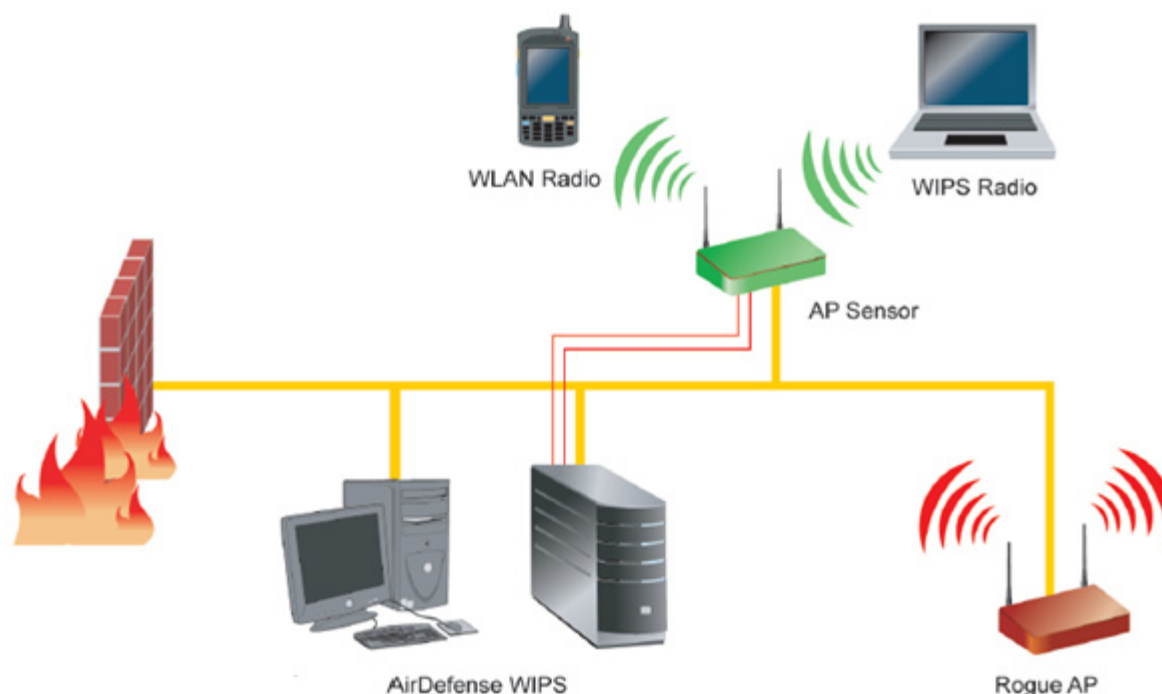 WLAN Radio
WIPS Radio
AP Sensor
AirDefense WIPS
Rogue AP